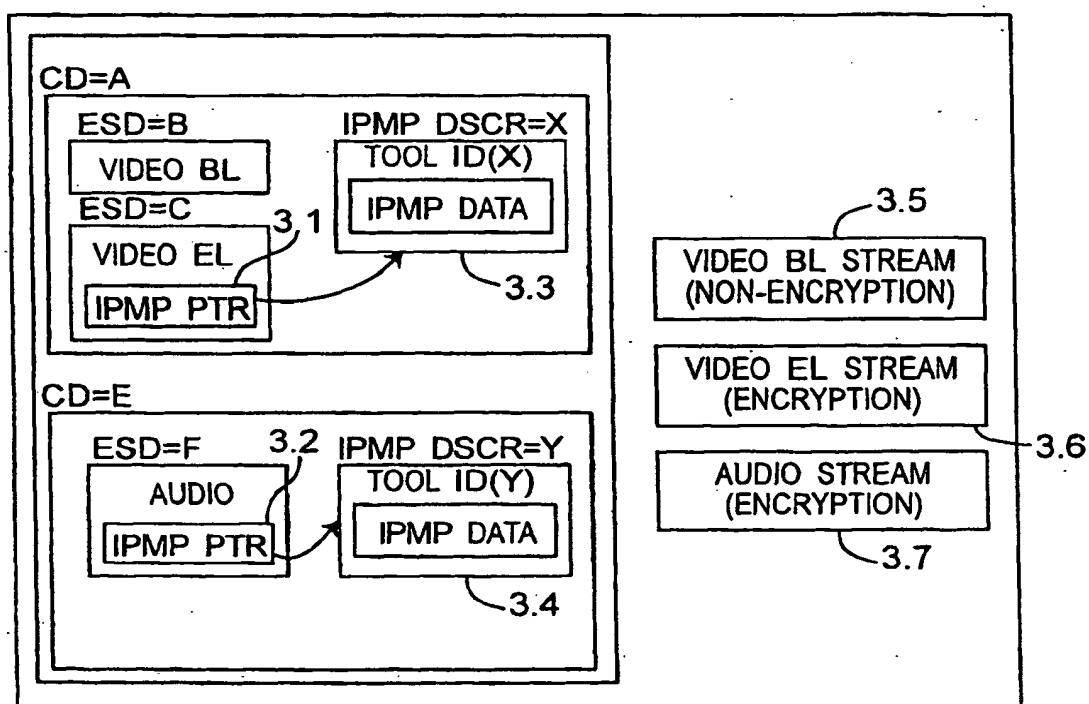 CD=A
ESD=B
VIDEO BL
ESD=C
3.1
VIDEO EL
IPMP PTR
IPMP DSCR=X
TOOL ID(X)
IPMP DATA
3.3
CD=E
ESD=F
3.2
AUDIO
IPMP PTR
IPMP DSCR=Y
TOOL ID(Y)
IPMP DATA
3.4
3.5
VIDEO BL STREAM
(NON-ENCRYPTION)
VIDEO EL STREAM
(ENCRYPTION)
3.6
AUDIO STREAM
(ENCRYPTION)
3.7